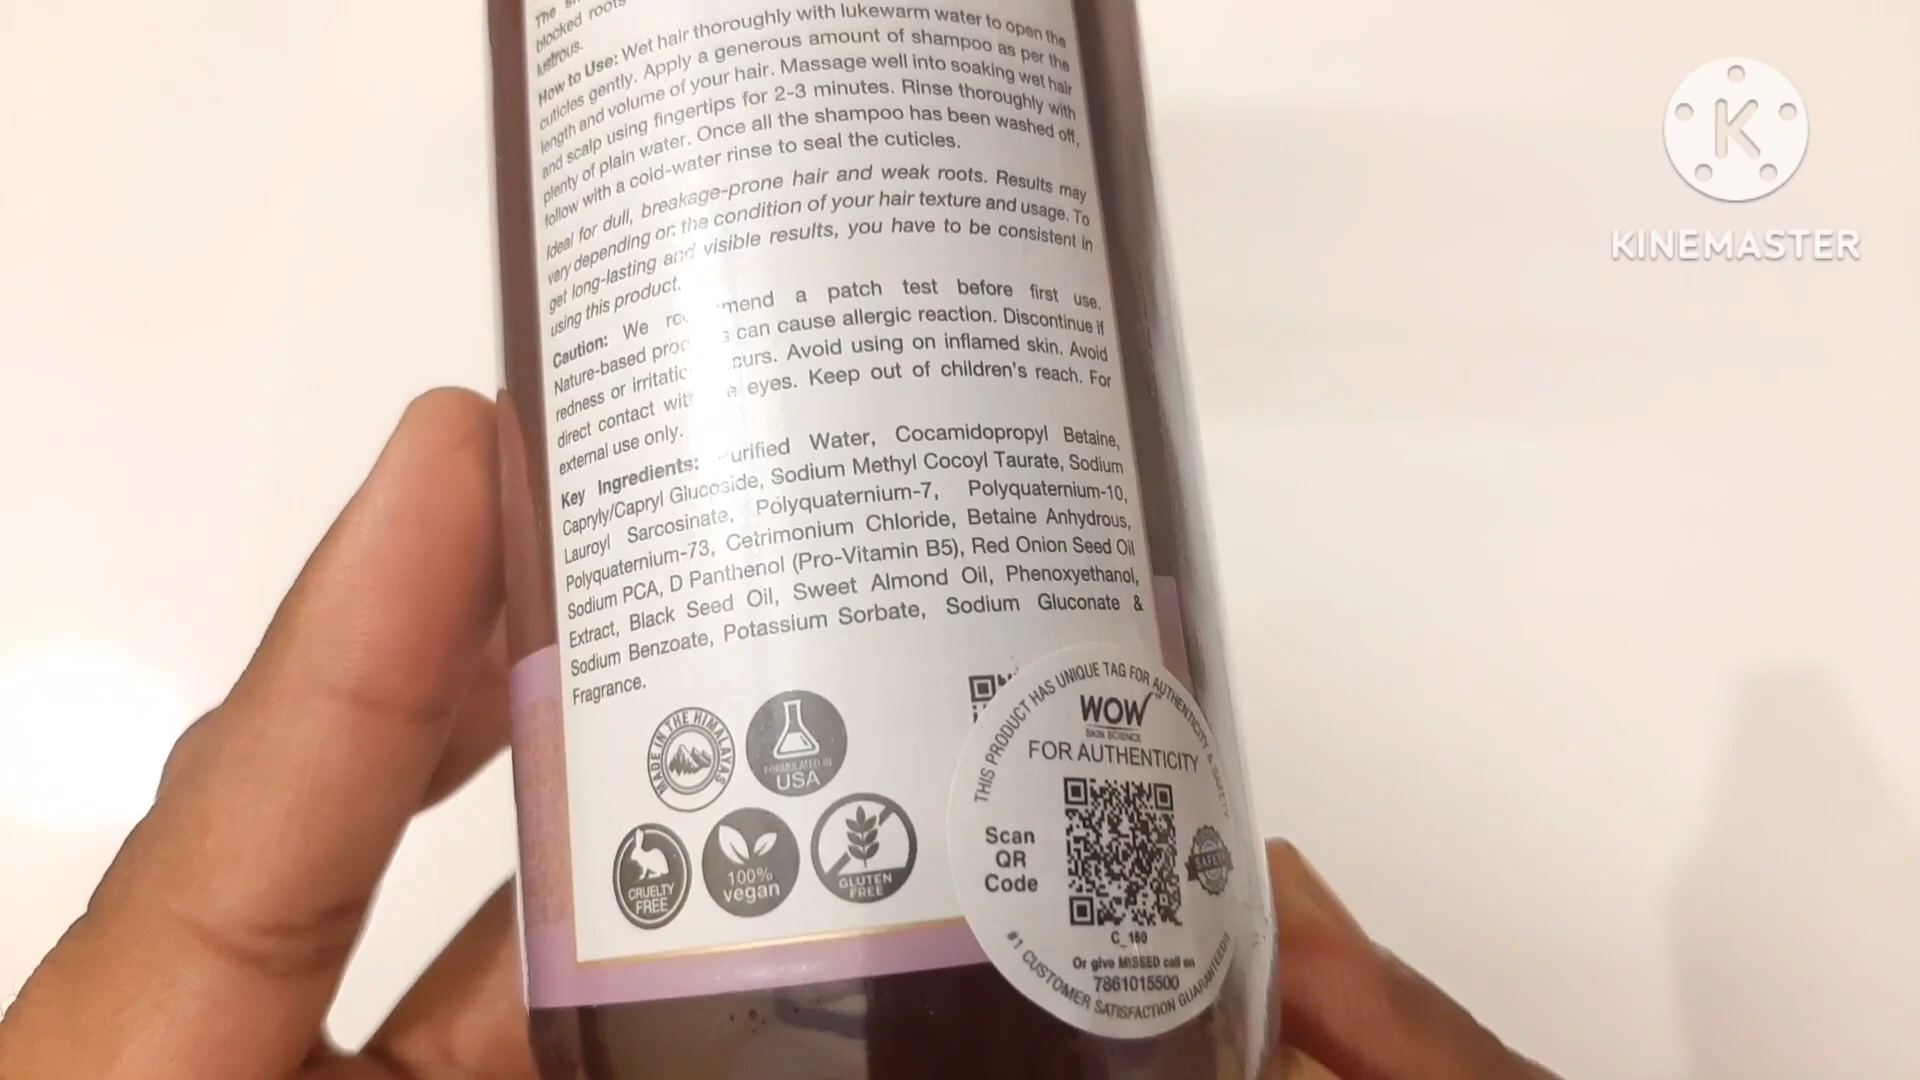 The
blocked roots
lustrous.
How to Use: Wet hair thoroughly with lukewarm water to open the
cuticles gently. Apply a generous amount of shampoo as per the
length and volume of your hair. Massage well into soaking wet hair
and scalp using fingertips for 2-3 minutes. Rinse thoroughly with
plenty of plain water. Once all the shampoo has been washed off,
follow with a cold-water rinse to seal the cuticles.
Ideal for dull, breakage-prone hair and weak roots. Results may
vary depending on the condition of your hair texture and usage. To
get long-lasting and visible results, you have to be consistent in
using this product.
Caution: We recommend a patch test before first use.
Nature-based can cause allergic reaction. Discontinue if
redness or Avoid using on inflamed skin. Avoid
direct contact with eyes. Keep out of children's reach. For
external use only.
Key Ingredients: Purified Water, Cocamidopropyl Betaine,
Capryly/Capryl Glucoside, Sodium Methyl Cocoyl Taurate, Sodium
Lauroyl Sarcosinate, Polyquaternium-7, Polyquaternium-10,
Polyquaternium-73, Cetrimonium Chloride, Betaine Anhydrous,
Sodium PCA, D Panthenol (Pro-Vitamin B5), Red Onion Seed Oil
Extract, Black Seed Oil, Sweet Almond Oil, Phenoxyethanol,
Sodium Benzoate, Potassium Sorbate, Sodium Gluconate &
Fragrance.
MADE IN THE HIMALAYAS
FORMULATED IN
USA
CRUELTY
FREE
100%
vegan
GLUTEN
FREE
THIS PRODUCT HAS UNIQUE TAG FOR AUTHENTICITY & SAFETY
WOW
SKIN SCIENCE
FOR AUTHENTICITY
Scan
QR
Code
SAFETY
C_150
Or give MISSED call on
7861015500
#1 CUSTOMER SATISFACTION GUARANTEED!!
K
KINEMASTER